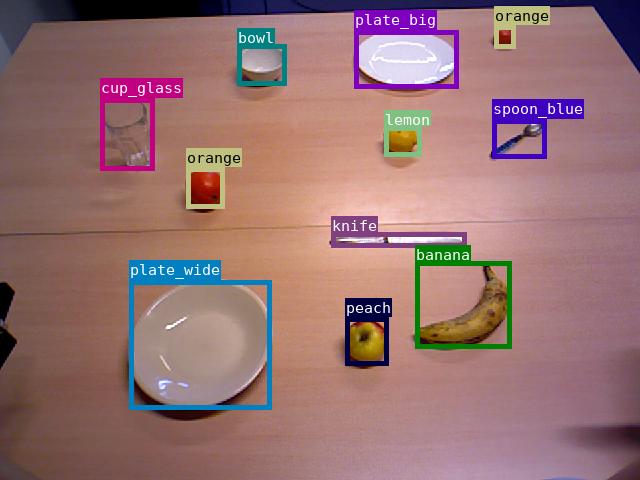 orange
plate_big
bowl
cup_glass
spoon_blue
lemon
orange
knife
banana
plate_wide
peach